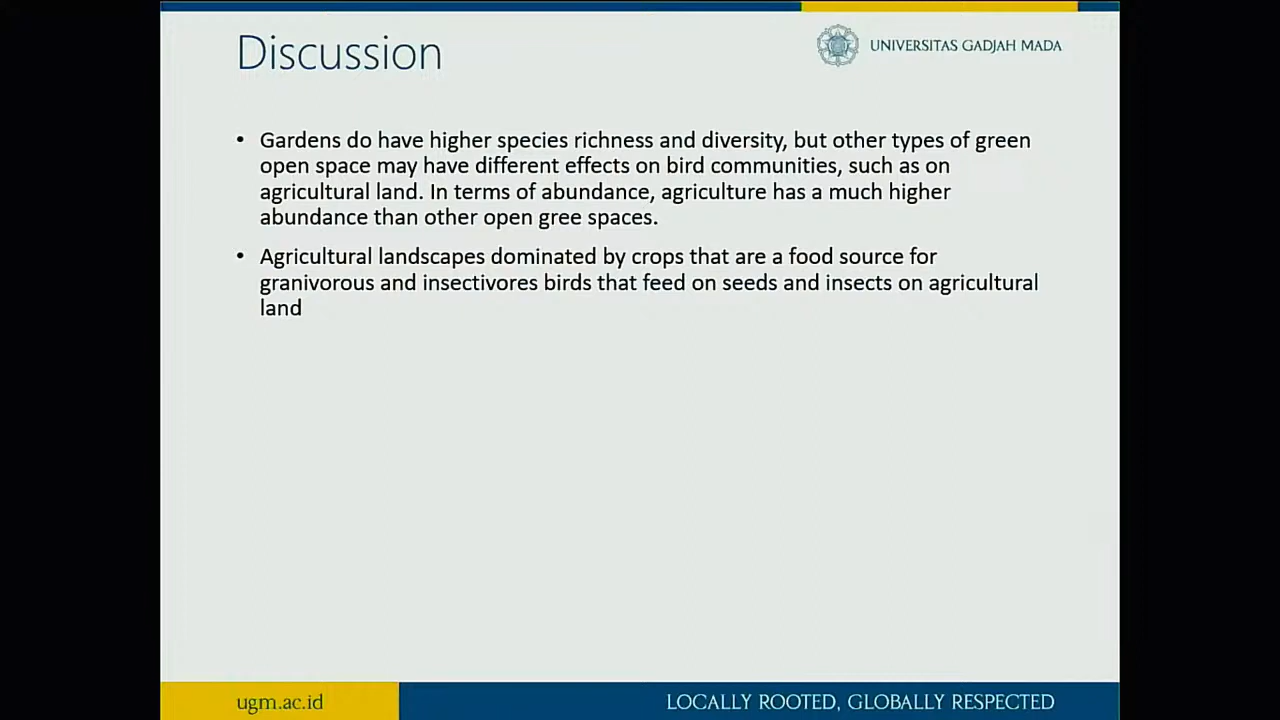 Discussion
UNIVERSITAS GADJAH MADA
• Gardens do have higher species richness and diversity, but other types of green
open space may have different effects on bird communities, such as on
agricultural land. In terms of abundance, agriculture has a much higher
abundance than other open gree spaces.
• Agricultural landscapes dominated by crops that are a food source for
granivorous and insectivores birds that feed on seeds and insects on agricultural
land
ugm.ac.id
LOCALLY ROOTED, GLOBALLY RESPECTED